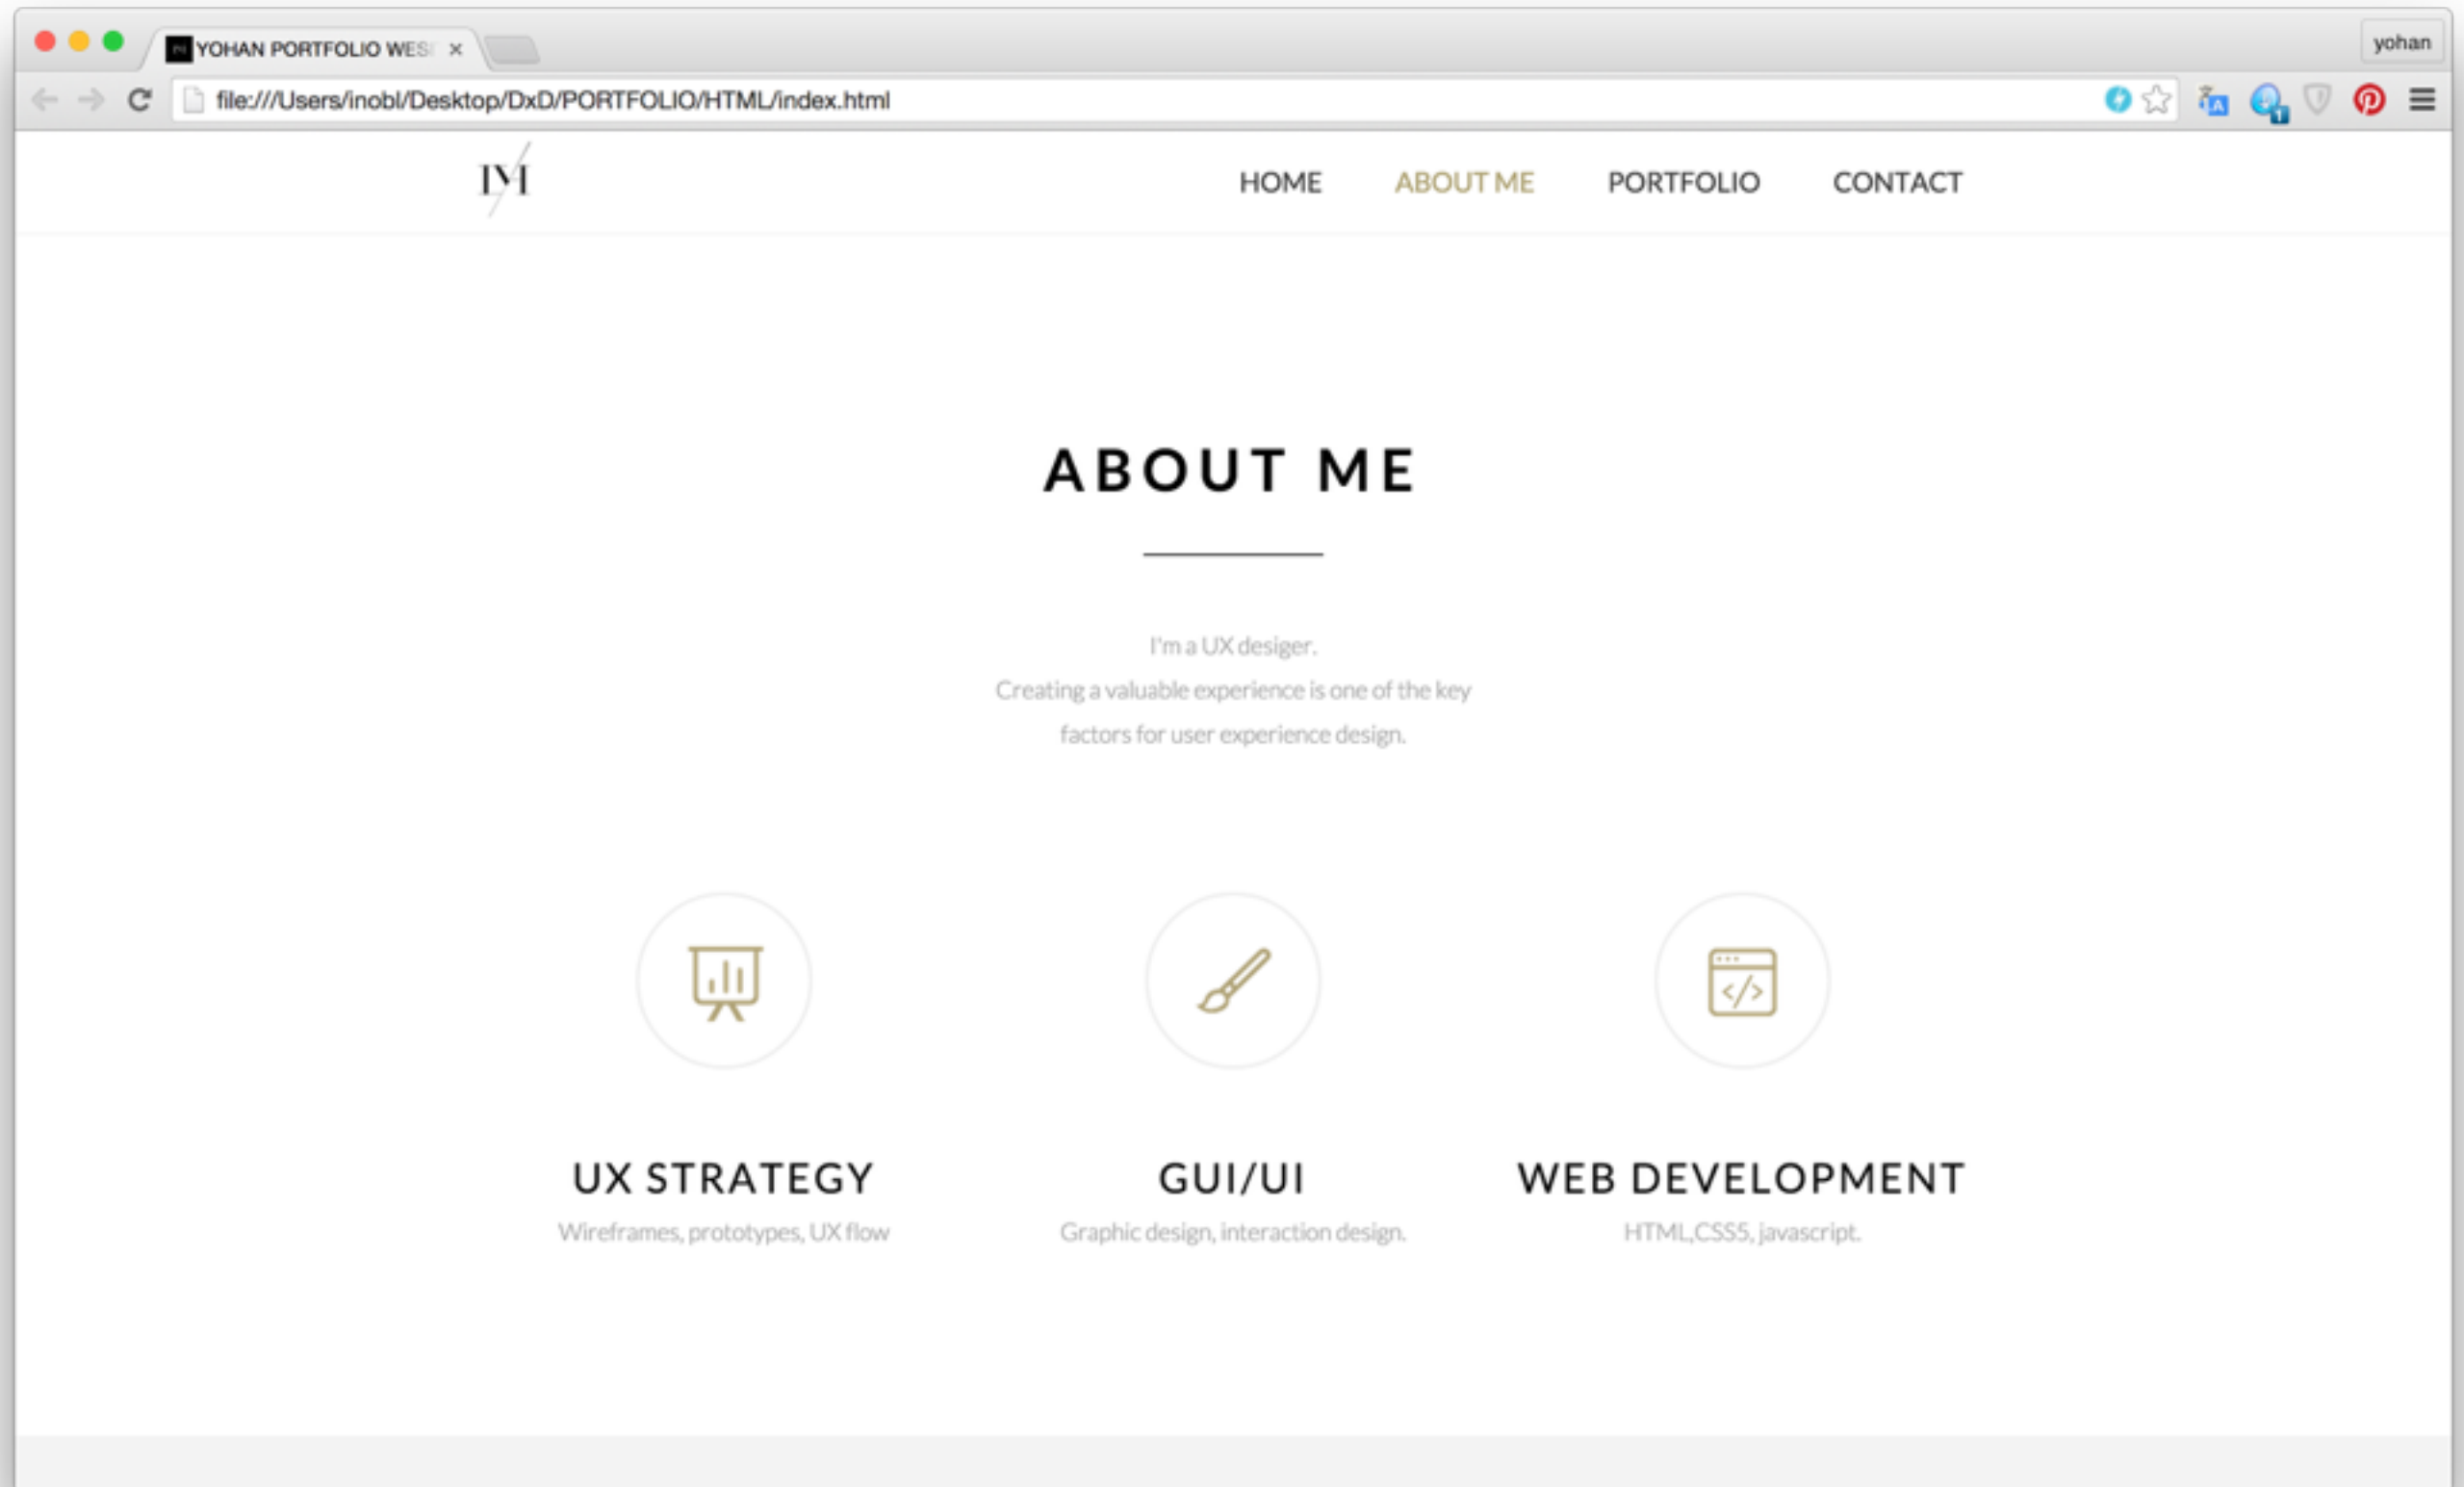 YOHAN PORTFOLIO WES
yohan
file:///Users/inobl/Desktop/DxD/PORTFOLIO/HTML/index.html
1
HOME ABOUT ME PORTFOLIO CONTACT
ABOUT ME
I'm a UX desiger.
Creating a valuable experience is one of the key
factors for user experience design.
</>
UX STRATEGY GUI/UI WEB DEVELOPMENT
Wireframes, prototypes, UX flow Graphic design, interaction design. HTML,CSS5, javascript.